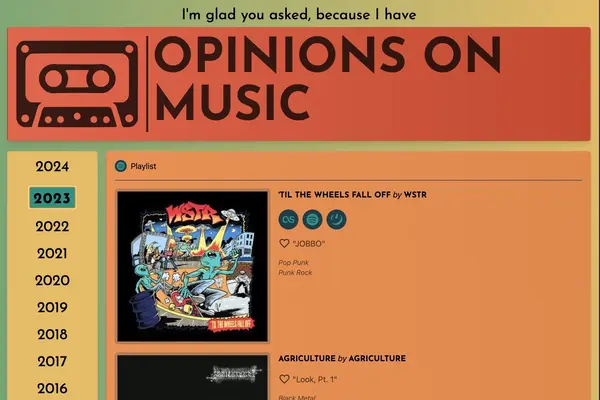 I'm glad you asked, because I have
OPINIONS ON
MUSIC
2024
2023
2022
2021
2020
2019
2018
2017
2016
Playlist
WSTR
'TIL THE WHEELS FALL OFF
'TIL THE WHEELS FALL OFF by WSTR
"JOBBO"
Pop Punk
Punk Rock
AGRICULTURE by AGRICULTURE
"Look, Pt. 1"
Black Metal